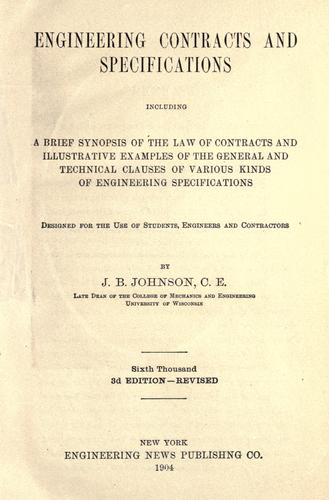 ENGINEERING CONTRACTS AND
SPECIFICATIONS
INCLUDING
A BRIEF SYNOPSIS OF THE LAW OF CONTRACTS AND
ILLUSTRATIVE EXAMPLES OF THE GENERAL AND
TECHNICAL CLAUSES OF VARIOUS KINDS
OF ENGINEERING SPECIFICATIONS
DESIGNED FOR THE USE OF STUDENTS, ENGINEERS AND CONTRACTORS
BY
J. B. JOHNSON, C. E.
LATE DEAN OF THE COLLEGE OF MECHANICS AND ENGINEERING
UNIVERSITY OF WISCONSIN
Sixth Thousand
3d EDITION—REVISED
NEW YORK
ENGINEERING NEWS PUBLISHNG CO.
1904